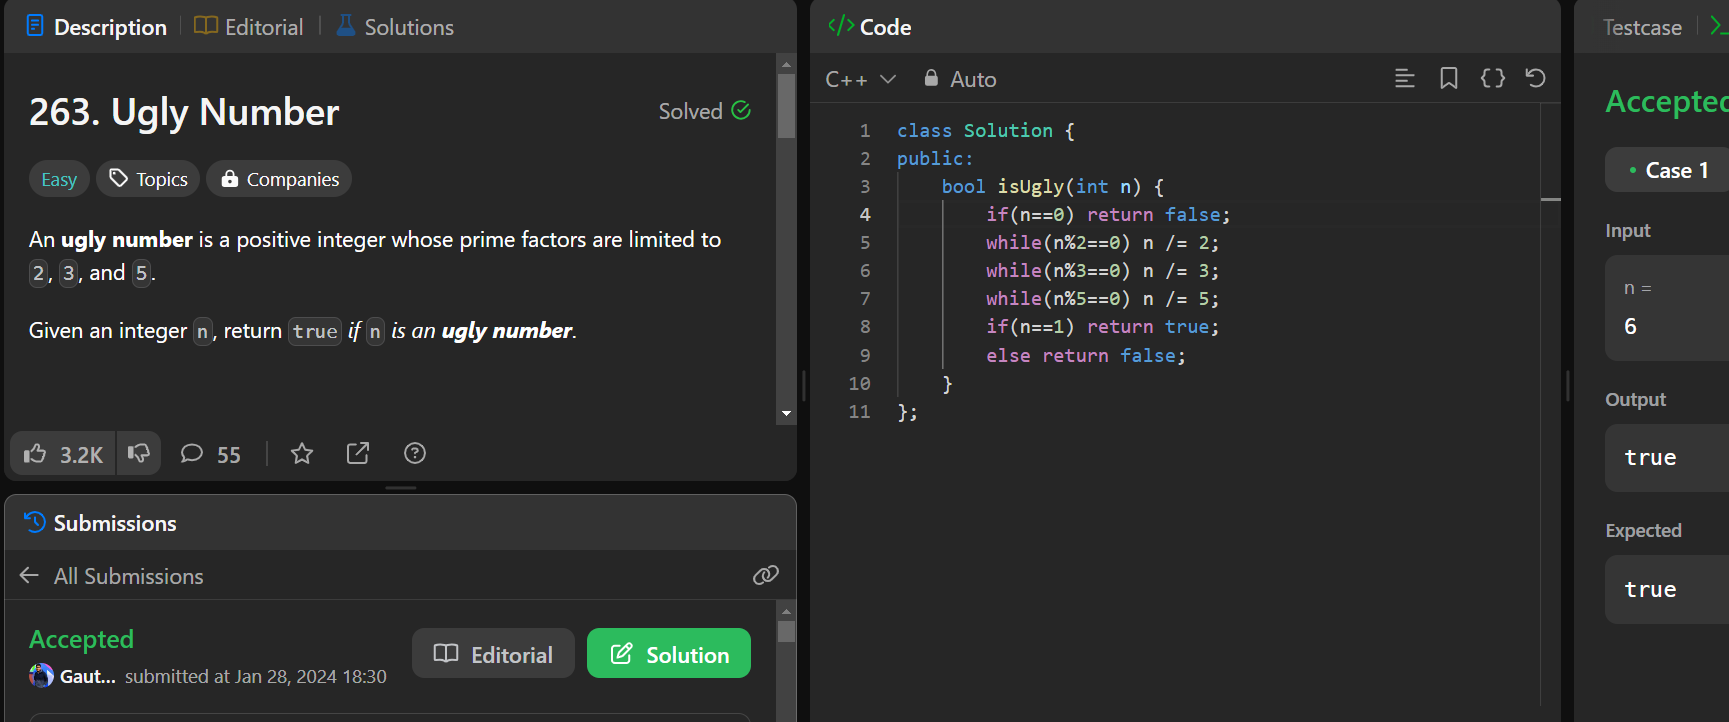 Description | Editorial | Solutions
263. Ugly Number
Solved
Easy Topics Companies
An ugly number is a positive integer whose prime factors are limited to
2, 3, and 5.
Given an integer n, return true if n is an ugly number.
3.2K 55
Submissions
All Submissions
Accepted
Gaut... submitted at Jan 28, 2024 18:30
Editorial Solution
</> Code
C++ Auto
1 class Solution {
2 public:
3 bool isUgly(int n) {
4 if(n==0) return false;
5 while(n%2==0) n /= 2;
6 while(n%3==0) n /= 3;
7 while(n%5==0) n /= 5;
8 if(n==1) return true;
9 else return false;
10 }
11 };
Testcase
Accepted
• Case 1
Input
n =
6
Output
true
Expected
true